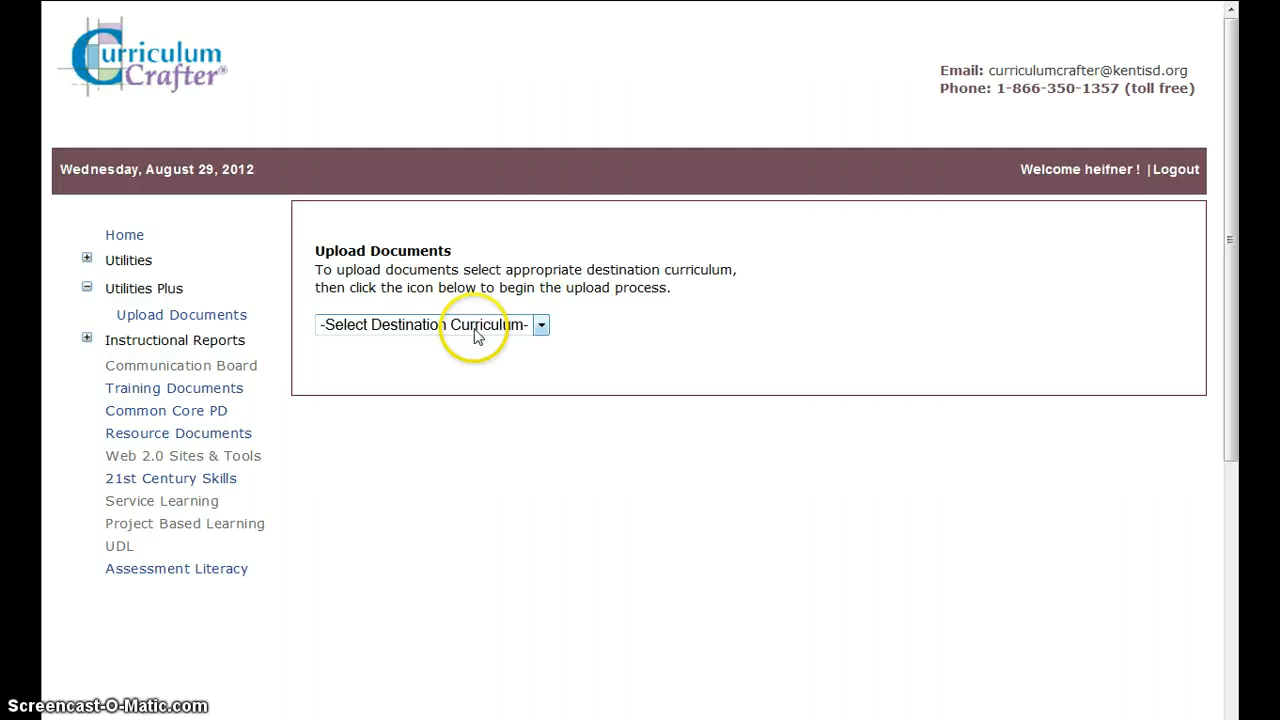 Curriculum
Crafter®
Email: curriculumcrafter@kentisd.org
Phone: 1-866-350-1357 (toll free)
Wednesday, August 29, 2012
Welcome heifner ! |Logout
Home
Utilities
Utilities Plus
Upload Documents
Instructional Reports
Communication Board
Training Documents
Common Core PD
Resource Documents
Web 2.0 Sites & Tools
21st Century Skills
Service Learning
Project Based Learning
UDL
Assessment Literacy
Upload Documents
To upload documents select appropriate destination curriculum,
then click the icon below to begin the upload process.
-Select Destination Curriculum-
Screencast-O-Matic.com